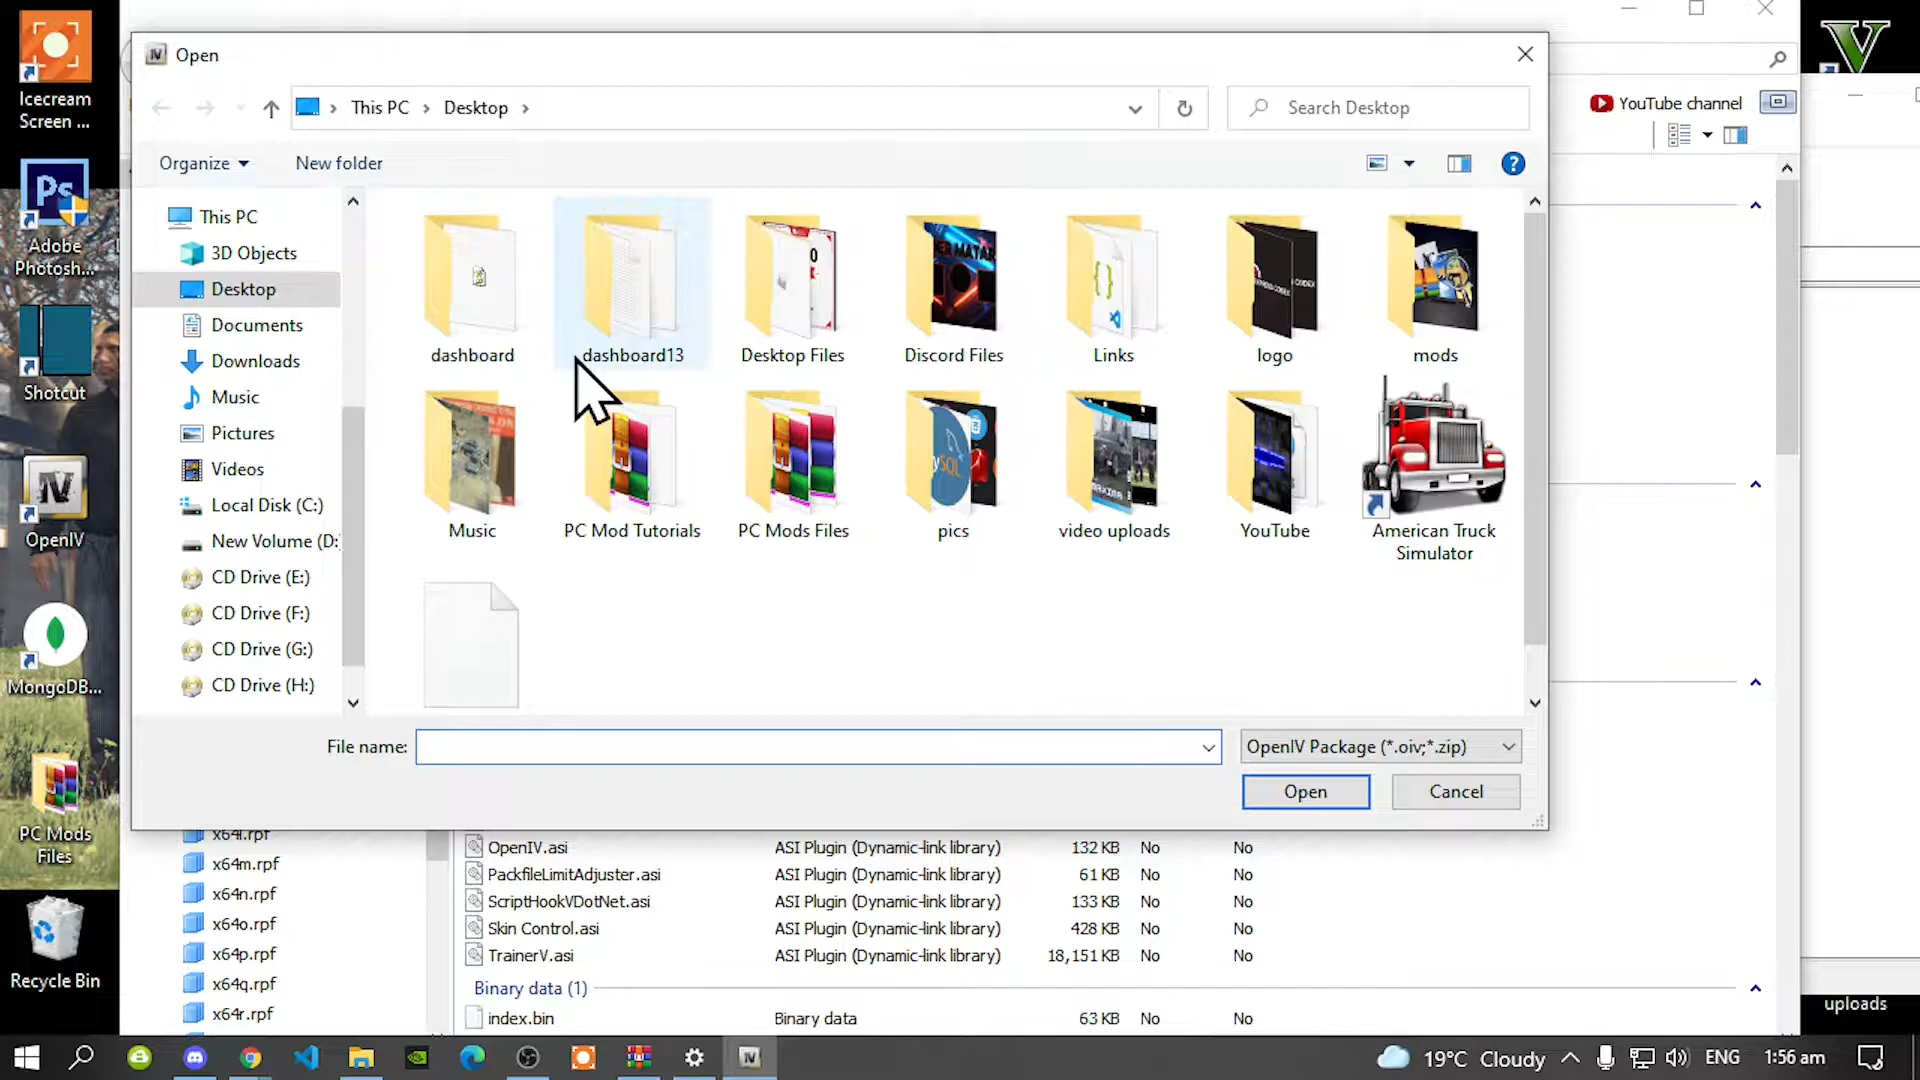 Icecream
Screen ...
Adobe
Photosh...
Shotcut
OpenIV
MongoDB...
PC Mods
Files
Recycle Bin
Open
This PC
Desktop
Search Desktop
Organize
New folder
This PC
3D Objects
Desktop
Documents
Downloads
Music
Pictures
Videos
Local Disk (C:)
New Volume (D:
CD Drive (E:)
CD Drive (F:)
CD Drive (G:)
CD Drive (H:)
dashboard
dashboard13
Desktop Files
Discord Files
Links
logo
mods
Music
PC Mod Tutorials
PC Mods Files
pics
video uploads
YouTube
American Truck
Simulator
File name:
OpenIV Package (*.oiv;*.zip)
Open
Cancel
YouTube channel
x64l.rpf
x64m.rpf
x64n.rpf
x64o.rpf
x64p.rpf
x64q.rpf
x64r.rpf
OpenIV.asi ASI Plugin (Dynamic-link library) 132 KB No No
PackfileLimitAdjuster.asi ASI Plugin (Dynamic-link library) 61 KB No No
ScriptHookVDotNet.asi ASI Plugin (Dynamic-link library) 133 KB No No
Skin Control.asi ASI Plugin (Dynamic-link library) 428 KB No No
TrainerV.asi ASI Plugin (Dynamic-link library) 18,151 KB No No
Binary data (1)
index.bin Binary data 63 KB No No
uploads
19°C Cloudy
ENG
1:56 am